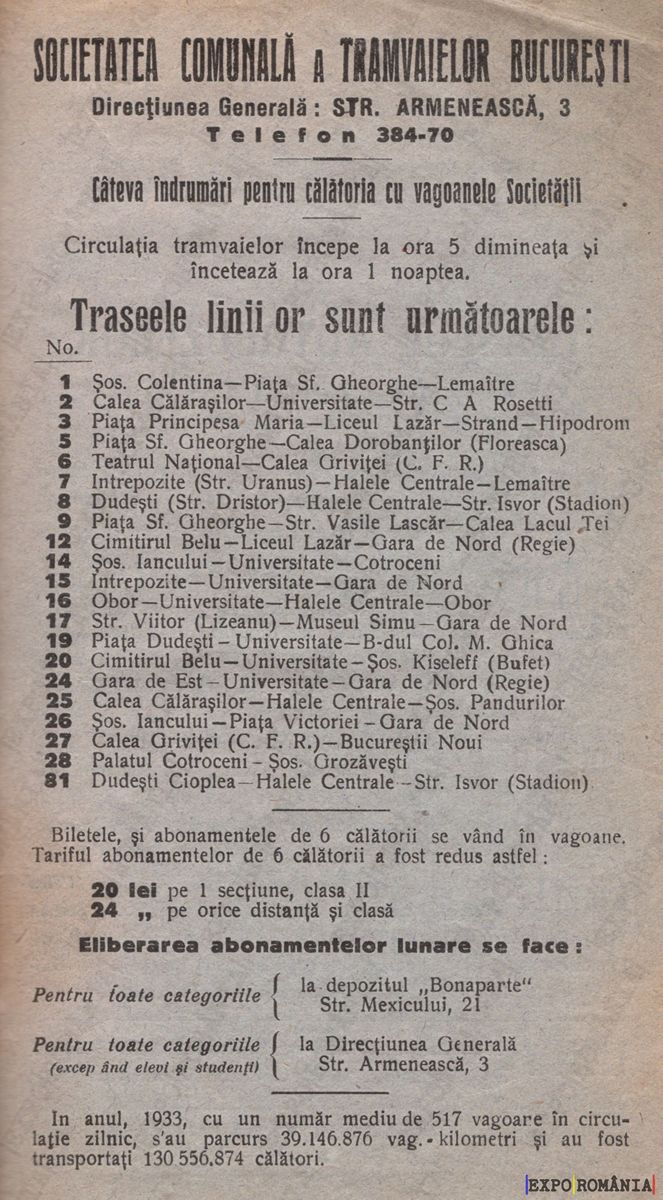 SOCIETATEA COMUNALĂ A TRAMVAIELOR BUCUREȘTI
Direcţiunea Generală: STR. ARMENEASCĂ, 3
Telefon 384-70
Câteva îndrumări pentru călătoria cu vagoanele Societăţii
Circulaţia tramvaielor începe la ora 5 dimineaţa şi
încetează la ora 1 noaptea.
Traseele linii or sunt următoarele:
No.
1 Şos. Colentina—Piaţa Sf. Gheorghe—Lemaître
2 Calea Călăraşilor—Universitate—Str. C A Rosetti
3 Piaţa Principesa Maria—Liceul Lazăr—Strand—Hipodrom
5 Piaţa Sf. Gheorghe—Calea Dorobanţilor (Floreasca)
6 Teatrul Naţional—Calea Griviţei (C. F. R.)
7 Intrepozite (Str. Uranus)—Halele Centrale—Lemaître
8 Dudeşti (Str. Dristor)—Halele Centrale—Str. Isvor (Stadion)
9 Piaţa Sf. Gheorghe—Str. Vasile Lascăr—Calea Lacul Tei
12 Cimitirul Belu—Liceul Lazăr—Gara de Nord (Regie)
14 Şos. Iancului—Universitate—Cotroceni
15 Intrepozite—Universitate—Gara de Nord
16 Obor—Universitate—Halele Centrale—Obor
17 Str. Viitor (Lizeanu)—Museul Simu—Gara de Nord
19 Piaţa Dudeşti – Universitate—B-dul Col. M. Ghica
20 Cimitirul Belu—Universitate—Şos. Kiseleff (Bufet)
24 Gara de Est—Universitate—Gara de Nord (Regie)
25 Calea Călăraşilor—Halele Centrale—Şos. Pandurilor
26 Şos. Iancului—Piaţa Victoriei – Gara de Nord
27 Calea Griviţei (C. F. R.)—Bucureştii Noui
28 Palatul Cotroceni – Şos. Grozăveşti
81 Dudeşti Cioplea—Halele Centrale – Str. Isvor (Stadion)
Biletele, şi abonamentele de 6 călătorii se vând în vagoane.
Tariful abonamentelor de 6 călătorii a fost redus astfel:
20 lei pe 1 secţiune, clasa II
24 „ pe orice distanţă şi clasă
Eliberarea abonamentelor lunare se face:
Pentru toate categoriile { la depozitul „Bonaparte“
Str. Mexicului, 21
Pentru toate categoriile { la Direcţiunea Generală
(excep ând elevi şi studenţi) Str. Armenească, 3
In anul, 1933, cu un număr mediu de 517 vagoare în circu-
laţie zilnic, s'au parcurs 39.146.876 vag.-kilometri şi au fost
transportaţi 130 556,874 călători.
EXPO ROMÂNIA